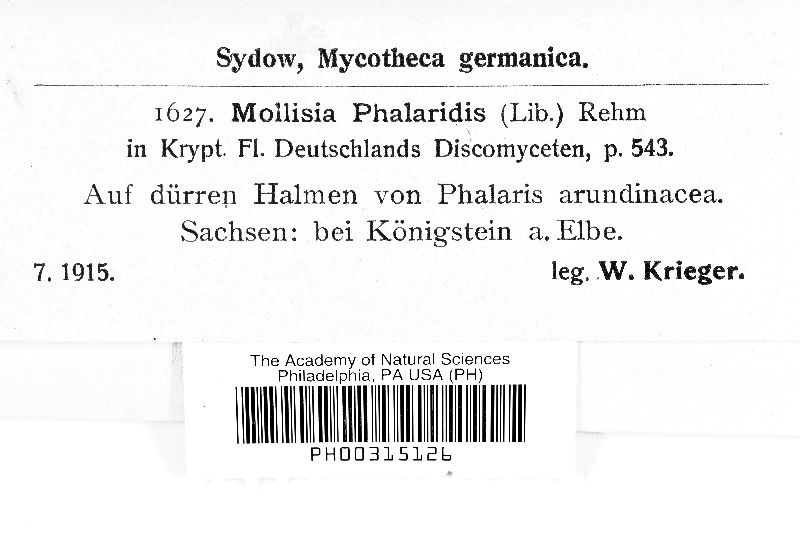 Sydow, Mycotheca germanica.
1627. Mollisia Phalaridis (Lib.) Rehm
in Krypt. Fl. Deutschlands Discomyceten, p. 543.
Auf dürren Halmen von Phalaris arundinacea.
Sachsen: bei Königstein a. Elbe.
7. 1915. leg. W. Krieger.
The Academy of Natural Sciences
Philadelphia, PA USA (PH)
PH00315126